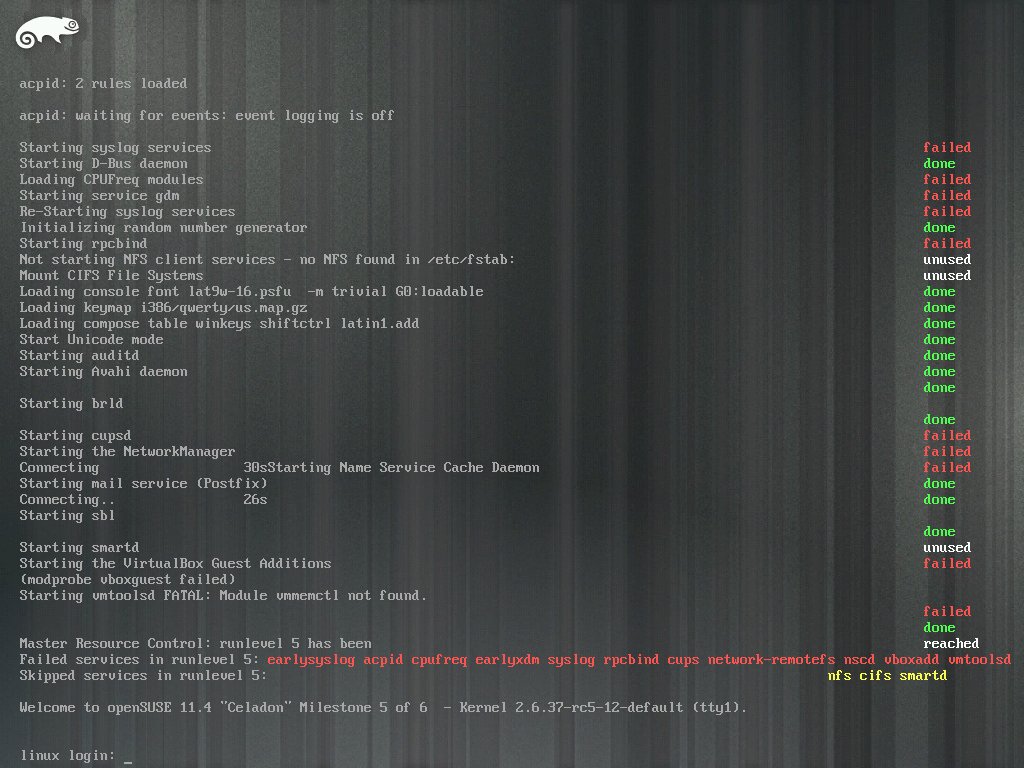 acpid: 2 rules loaded
acpid: waiting for events: event logging is off
Starting syslog services failed
Starting D-Bus daemon done
Loading CPUFreq modules failed
Starting service gdm failed
Re-Starting syslog services failed
Initializing random number generator done
Starting rpcbind failed
Not starting NFS client services - no NFS found in /etc/fstab: unused
Mount CIFS File Systems unused
Loading console font lat9w-16.psfu  -m trivial G0:loadable done
Loading keymap i386/qwerty/us.map.gz done
Loading compose table winkeys shiftctrl latin1.add done
Start Unicode mode done
Starting auditd done
Starting Avahi daemon done
done
Starting brld
done
Starting cupsd failed
Starting the NetworkManager failed
Connecting 30sStarting Name Service Cache Daemon failed
Starting mail service (Postfix) done
Connecting.. 26s done
Starting sbl
done
Starting smartd unused
Starting the VirtualBox Guest Additions failed
(modprobe vboxguest failed)
Starting vmtoolsd FATAL: Module vmmemctl not found.
failed
done
Master Resource Control: runlevel 5 has been reached
Failed services in runlevel 5: earlysyslog acpid cpufreq earlyxdm syslog rpcbind cups network-remotefs nscd vboxadd vmtoolsd
Skipped services in runlevel 5: nfs cifs smartd
Welcome to openSUSE 11.4 "Celadon" Milestone 5 of 6  - Kernel 2.6.37-rc5-12-default (tty1).
linux login: _